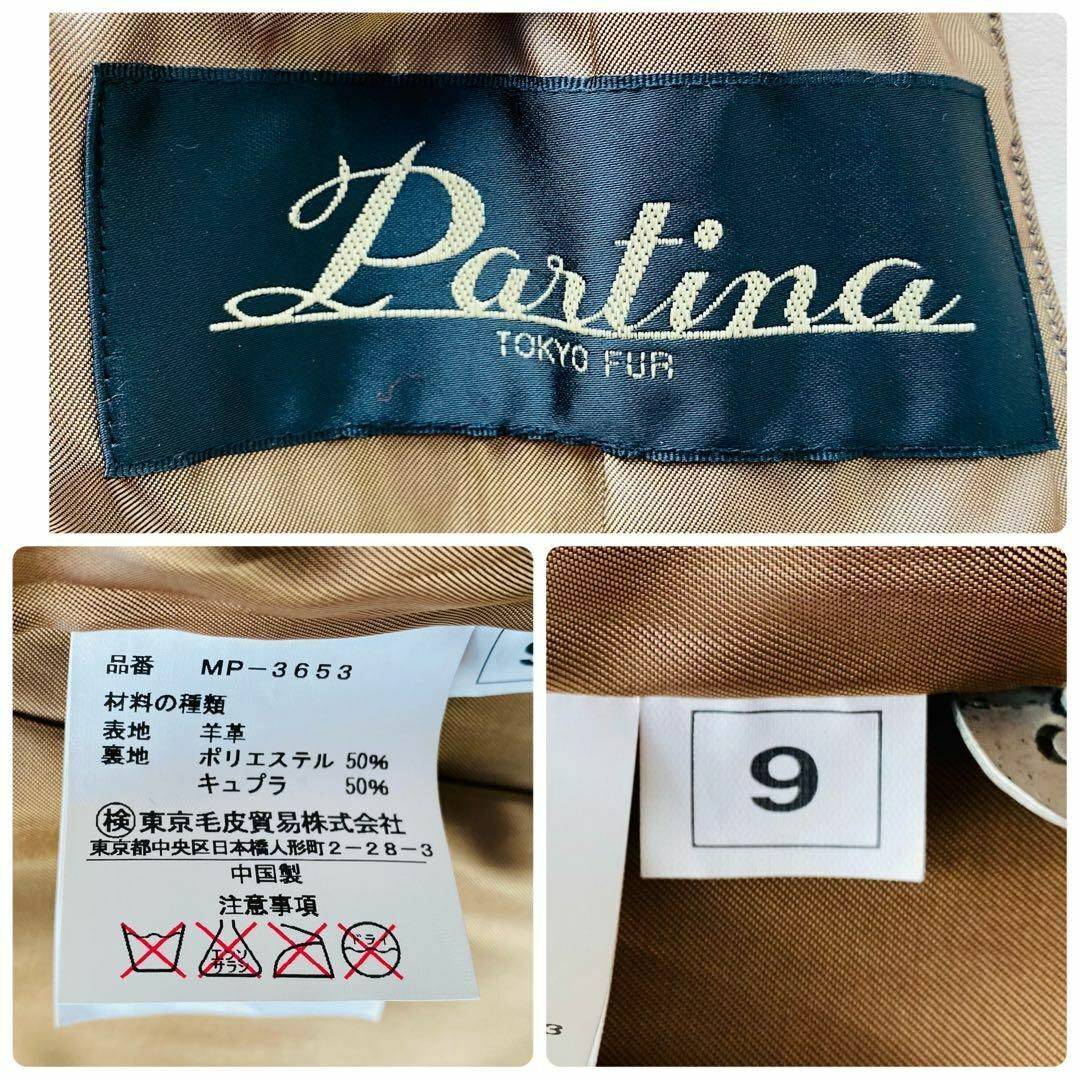 Partina
TOKYO FUR
品番 MP-3653
材料の種類
表地 羊革
裏地 ポリエステル 50%
キュプラ 50%
検 東京毛皮貿易株式会社
東京都中央区日本橋人形町2-28-3
中国製
注意事項
エンソ
サラシ
ドライ
9
3